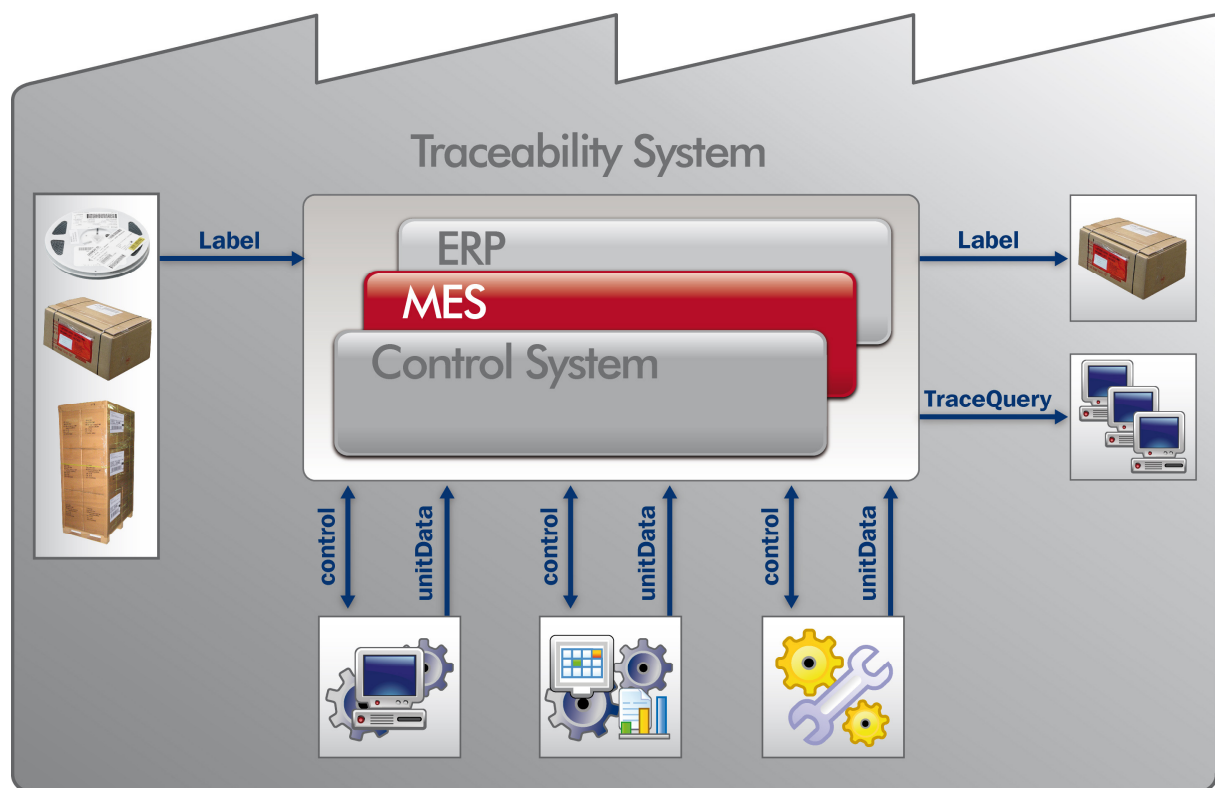 Traceability System
Label
ERP
MES
Control System
Label
TraceQuery
control
unitData
control
unitData
control
unitData